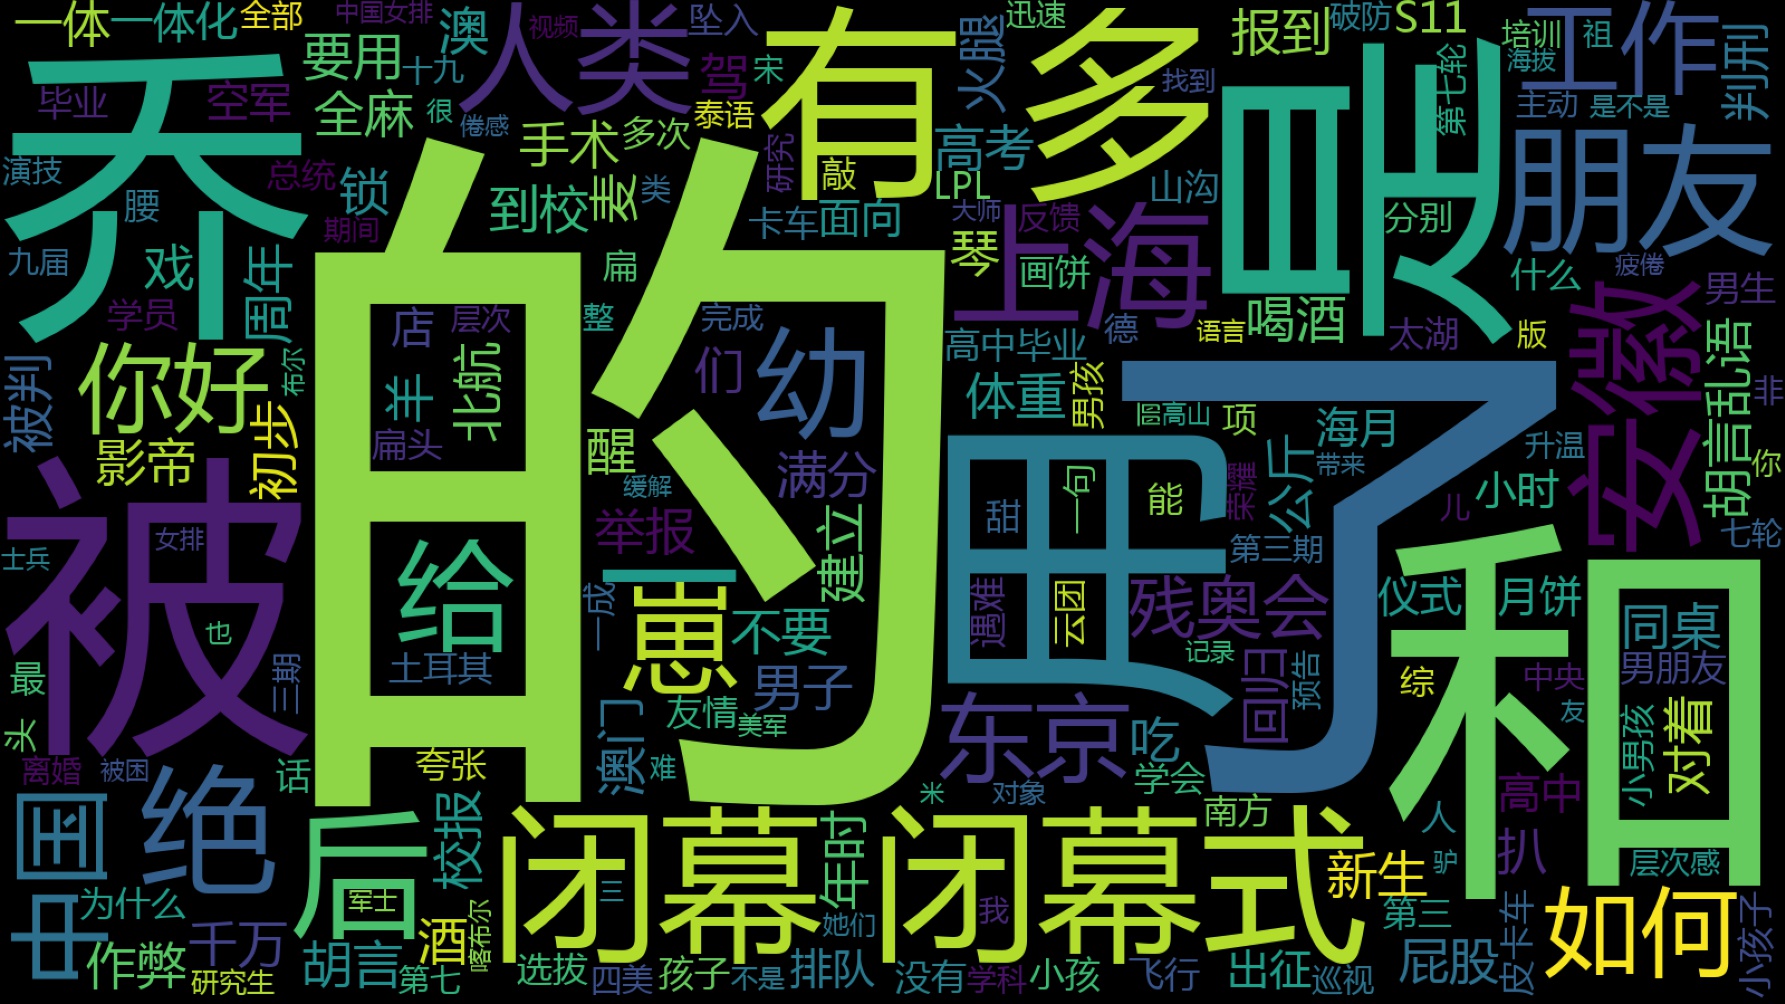 一体
一体化
全部
中国女排
澳
人类
视频
坠入
有多
迅速
报到
破防
S11
工作
培训
祖
判刑
乔
要用
十九
驾
宋
火腿
找到
是
第七轮
海拔
毕业
空军
全麻
很
倦感
泰语
主动
是不是
手术
多次
研究
敲
高考
LPL
山沟
朋友
演技
总统
锁
腰
到校
麦
类
卡车
面向
大师
反馈
分别
期间
的
上海
九届
戏
周年
扁
琴
画饼
什么
疲倦
学员
店
层次
整
完成
德
语言
喝酒
版
安徽
男生
你好
布尔
羊
北航
们
幼
高中毕业
太湖
胡言乱语
非
被判
影帝
初步
扁头
醒
满分
体重
男孩
项
海月
了
公斤
升温
带来
你
小时
缓解
甜
一句
能
荣耀
儿
被
女排
举报
建立
第三期
七轮
士兵
给
一成
崽
不要
遇难
云团
残奥会
和
仪式
月饼
同桌
也
土耳其
男子
记录
最
三期
友情
美军
东京
回归
预告
综
中央
男朋友
头
澳门
难
吃
友
小男孩
对着
离婚
被困
话
夸张
学会
米
对象
中国
绝
后
校报
闭幕
年时
闭幕式
南方
人
高中
扒
驴
层次感
新生
为什么
军士
三
她们
我
第三
如何
皮卡车
小孩子
作弊
千万
酒
喀布尔
胡言
研究生
第七
选拔
四美
孩子
不是
排队
没有
学科
小孩
飞行
出征
巡视
屁股